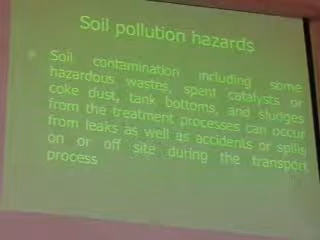 Soil pollution hazards
Soil contamination including some
hazardous wastes, spent catalysts or
coke dust, tank bottoms, and sludges
from the treatment processes can occur
from leaks as well as accidents or spills
on or off site during the transport
process